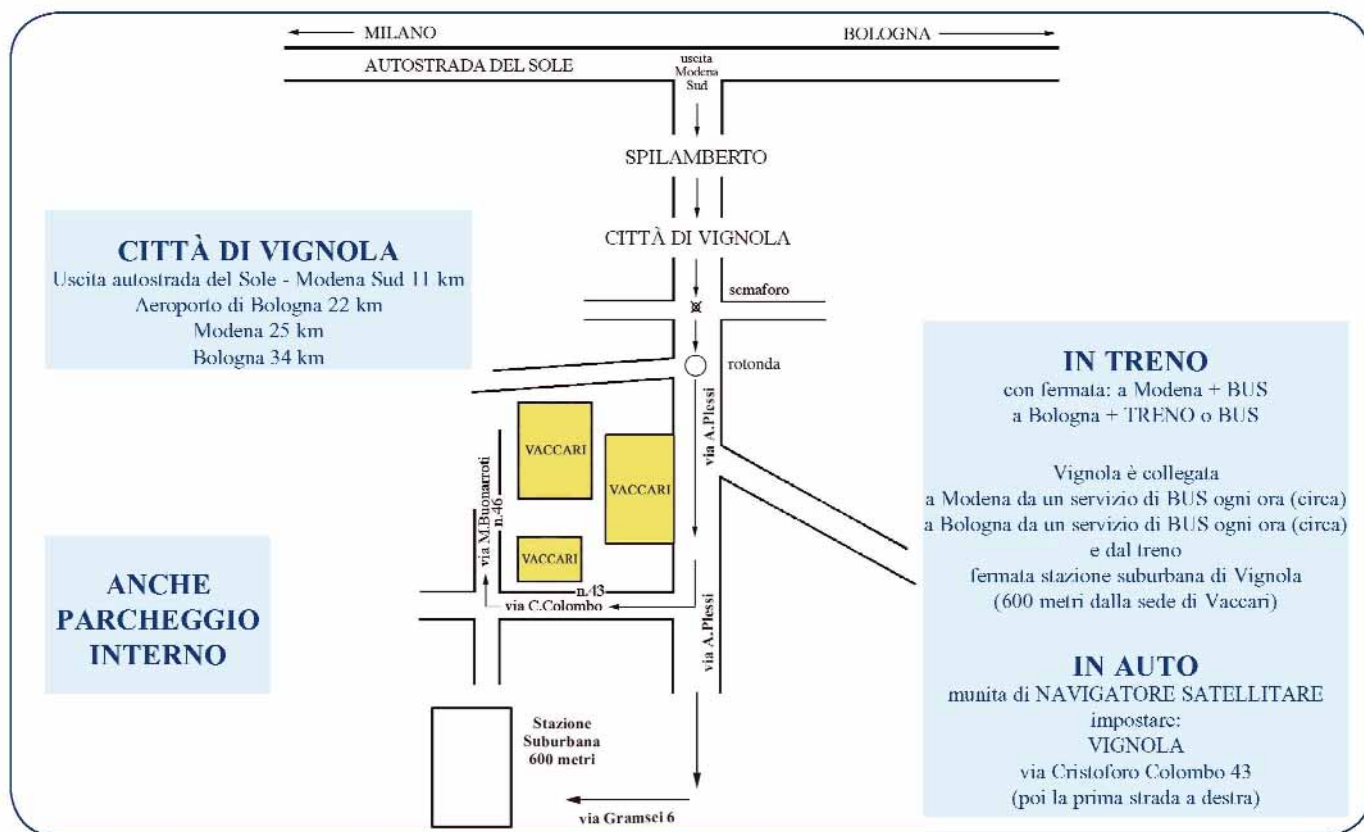 MILANO
BOLOGNA
AUTOSTRADA DEL SOLE
uscita
Modena
Sud
SPILAMBERTO
CITTÀ DI VIGNOLA
semaforo
rotonda
via A.Plessi
VACCARI
VACCARI
VACCARI
via M.Buonarroti
n.46
n.43
via C.Colombo
via A.Plessi
Stazione
Suburbana
600 metri
via Gramsci 6
CITTÀ DI VIGNOLA
Uscita autostrada del Sole - Modena Sud 11 km
Aeroporto di Bologna 22 km
Modena 25 km
Bologna 34 km
ANCHE
PARCHEGGIO
INTERNO
IN TRENO
con fermata: a Modena + BUS
a Bologna + TRENO o BUS
Vignola è collegata
a Modena da un servizio di BUS ogni ora (circa)
a Bologna da un servizio di BUS ogni ora (circa)
e dal treno
fermata stazione suburbana di Vignola
(600 metri dalla sede di Vaccari)
IN AUTO
munita di NAVIGATORE SATELLITARE
impostare:
VIGNOLA
via Cristoforo Colombo 43
(poi la prima strada a destra)